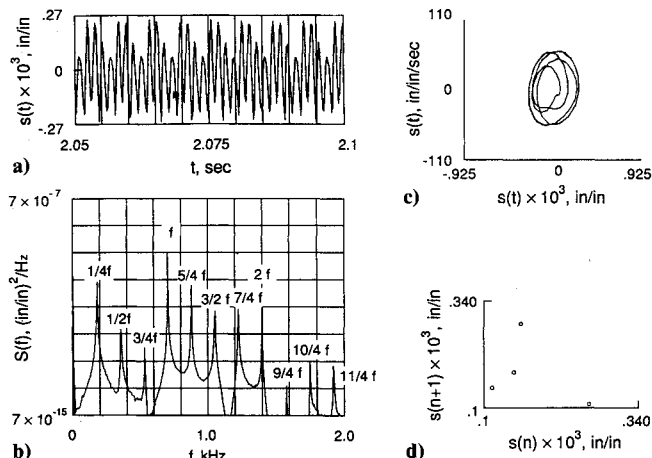 .27
s(t) × 10³, in/in
0
-.27
2.05
2.075
2.1
a)
t, sec
7 × 10⁻⁷
S(f), (in/in)²/Hz
1/4f
1/2f
3/4f
f
5/4 f
3/2 f
7/4 f
2 f
9/4 f
10/4 f
11/4 f
7 × 10⁻¹⁵
0
1.0
2.0
b)
f, kHz
110
s(t), in/in/sec
0
-110
-.925
0
.925
c)
s(t) × 10³, in/in
.340
s(n+1) × 10³, in/in
.1
.1
.340
d)
s(n) × 10³, in/in